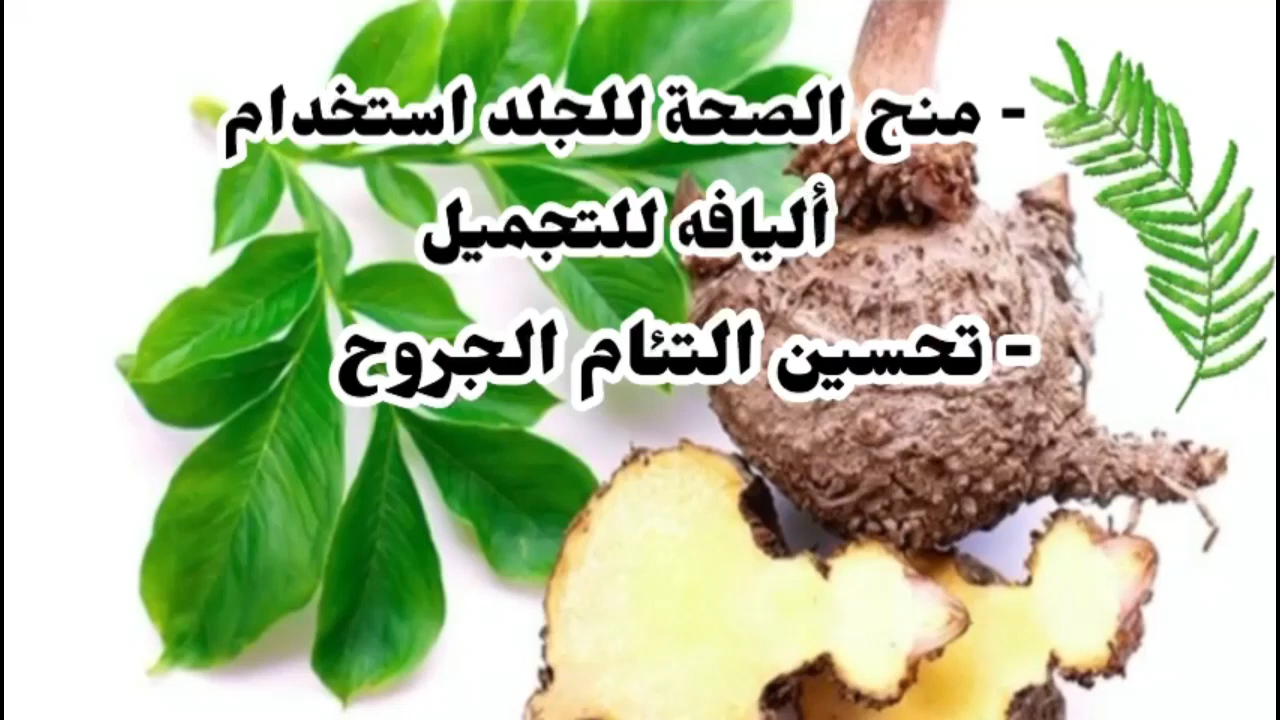 - منح الصحة للجلد استخدام
أليافه للتجميل
- تحسين التئام الجروح